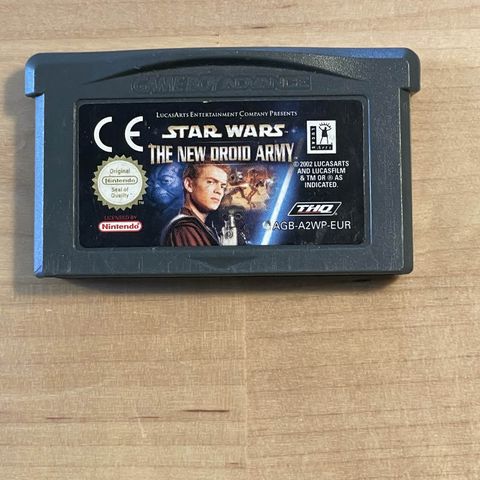 GAME BOY ADVANCE
LucasArts Entertainment Company Presents
CE
STAR WARS
THE NEW DROID ARMY
Original
Nintendo
Seal of
Quality
LICENSED BY
Nintendo
© 2002 LUCASARTS
AND LUCASFILM
& TM OR ® AS
INDICATED.
THQ
AGB-A2WP-EUR